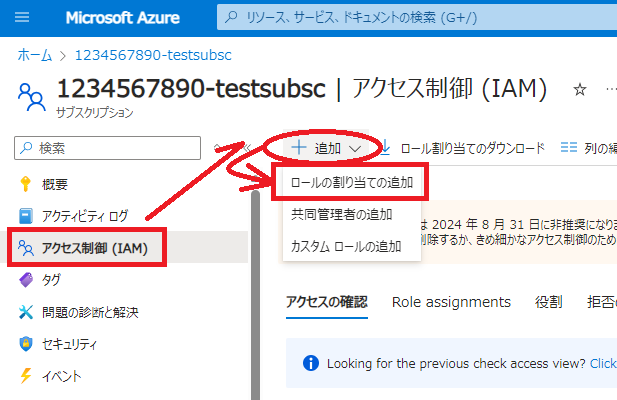 Microsoft Azure
リソース、サービス、ドキュメントの検索 (G+/)
ホーム > 1234567890-testsubsc
1234567890-testsubsc | アクセス制御 (IAM)
サブスクリプション
検索
追加
ロール割り当てのダウンロード
列の編
概要
ロールの割り当ての追加
アクティビティ ログ
共同管理者の追加
は 2024 年 8 月 31 日に非推奨になりま
アクセス制御 (IAM)
カスタム ロールの追加
削除するか、きめ細かなアクセス制御のため
タグ
問題の診断と解決
アクセスの確認 Role assignments 役割 拒否の
セキュリティ
イベント
Looking for the previous check access view? Click